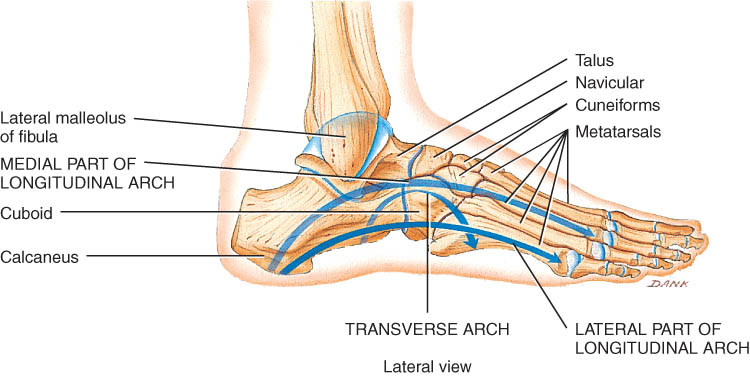 Talus
Navicular
Cuneiforms
Metatarsals
Lateral malleolus
of fibula
MEDIAL PART OF
LONGITUDINAL ARCH
Cuboid
Calcaneus
DANK
TRANSVERSE ARCH
LATERAL PART OF
LONGITUDINAL ARCH
Lateral view